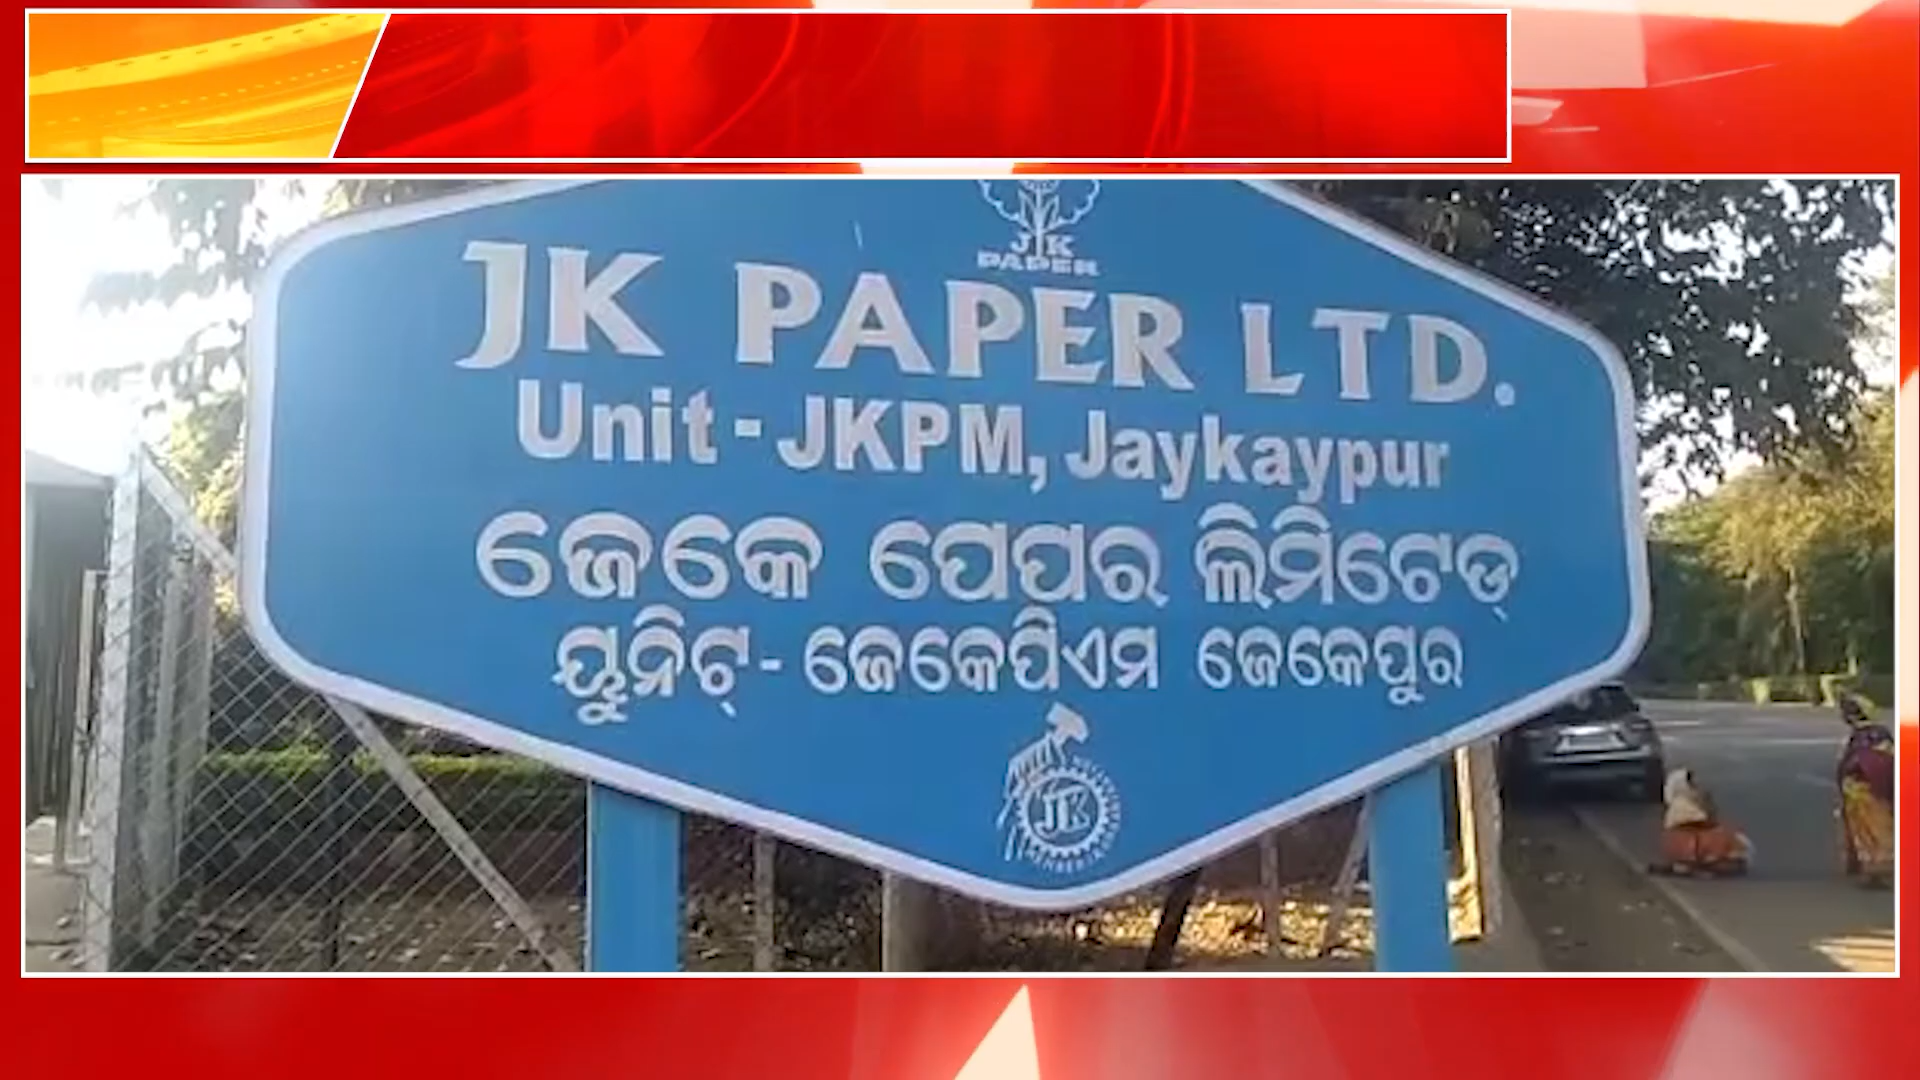 JK
PAPER
JK PAPER LTD.
Unit - JKPM, Jaykaypur
ଜେକେ ପେପର ଲିମିଟେଡ୍
ୟୁନିଟ୍ - ଜେକେପିଏମ ଜେକେପୁର
JK